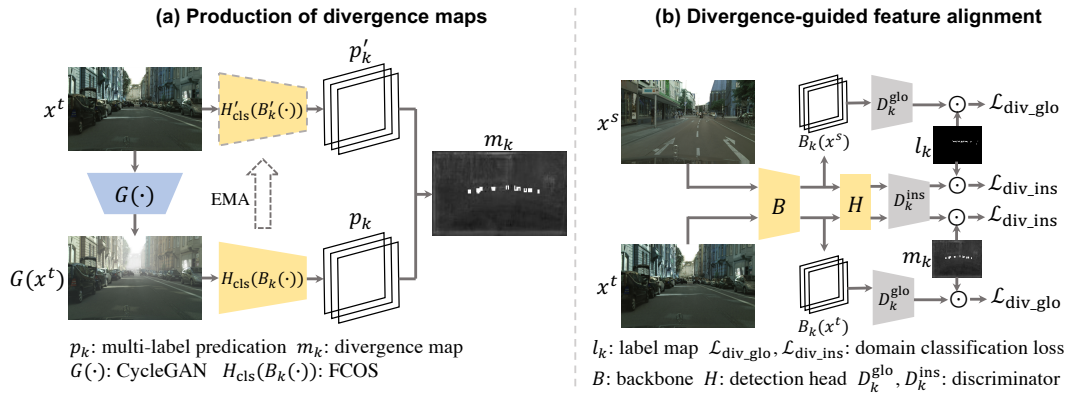 (a) Production of divergence maps
x^t
H'_cls(B'_k(·))
p'_k
G(·)
EMA
m_k
G(x^t)
H_cls(B_k(·))
p_k
p_k: multi-label predication m_k: divergence map
G(·): CycleGAN H_cls(B_k(·)): FCOS
(b) Divergence-guided feature alignment
x^s
B_k(x^s)
D_k^glo
⊙
ℒ_div_glo
l_k
B
H
D_k^ins
⊙
ℒ_div_ins
⊙
ℒ_div_ins
x^t
m_k
B_k(x^t)
D_k^glo
⊙
ℒ_div_glo
l_k: label map ℒ_div_glo, ℒ_div_ins: domain classification loss
B: backbone H: detection head D_k^glo, D_k^ins: discriminator